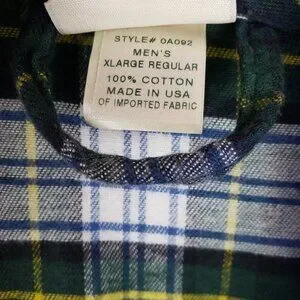 STYLE# 0A092
MEN'S
XLARGE REGULAR
100% COTTON
MADE IN USA
OF IMPORTED FABRIC